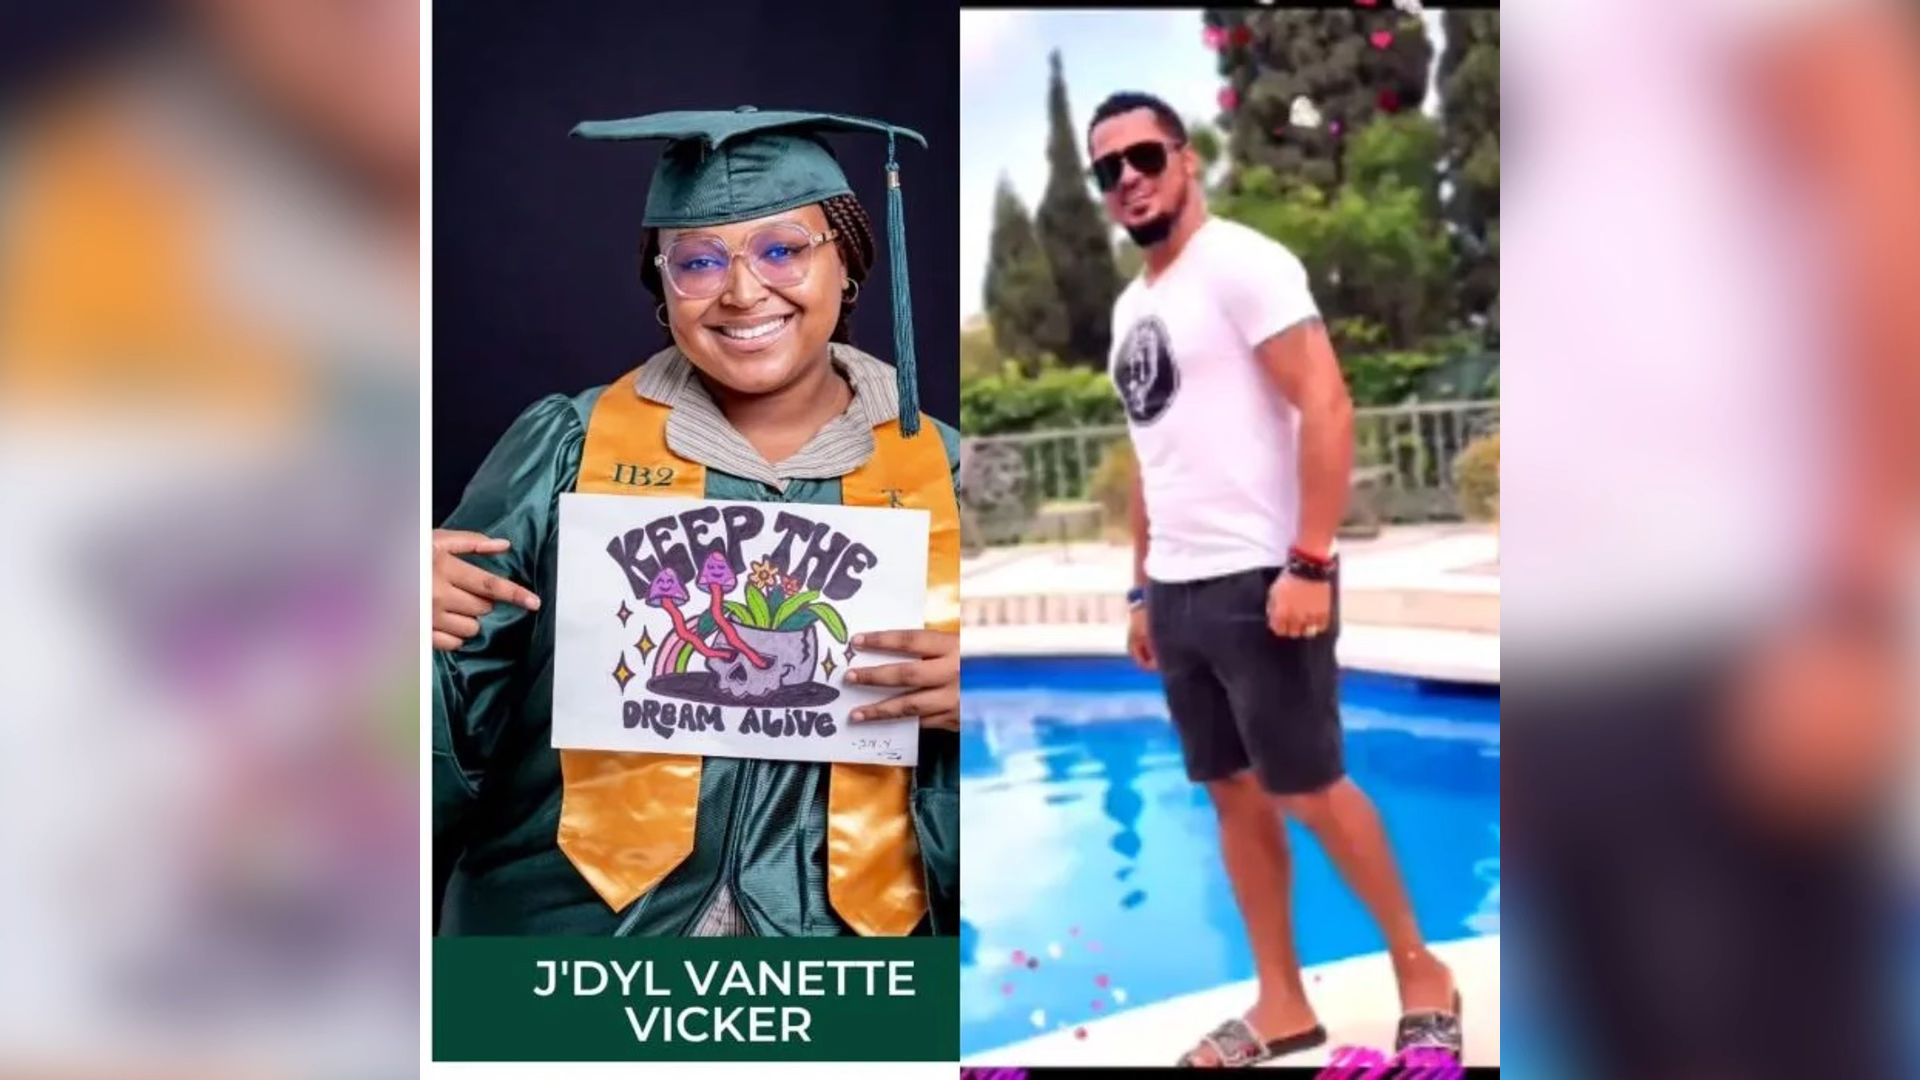 IB2
KEEP THE
DREAM ALIVE
J'DYL VANETTE
VICKER